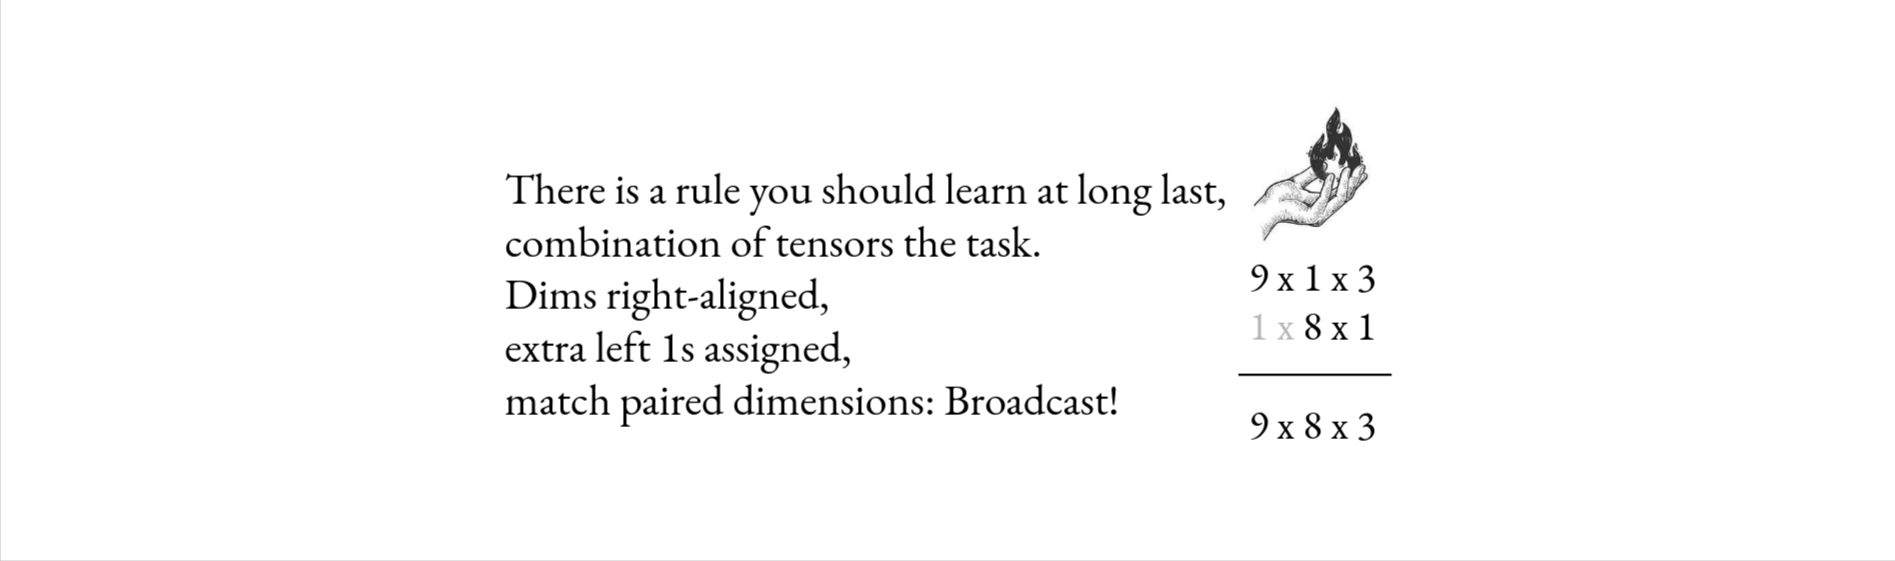 There is a rule you should learn at long last,
combination of tensors the task.
Dims right-aligned,
extra left 1s assigned,
match paired dimensions: Broadcast!
9 x 1 x 3
1 x 8 x 1
9 x 8 x 3